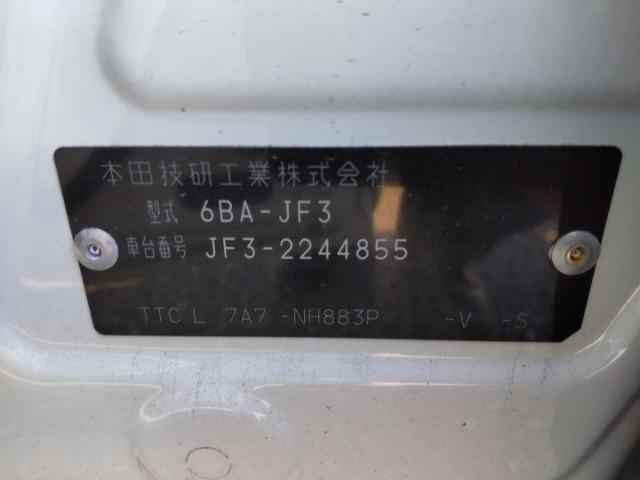 本田技研工業株式会社
型式 6BA-JF3
車台番号 JF3-2244855
TTC L 7A7 -NH883P -V -S